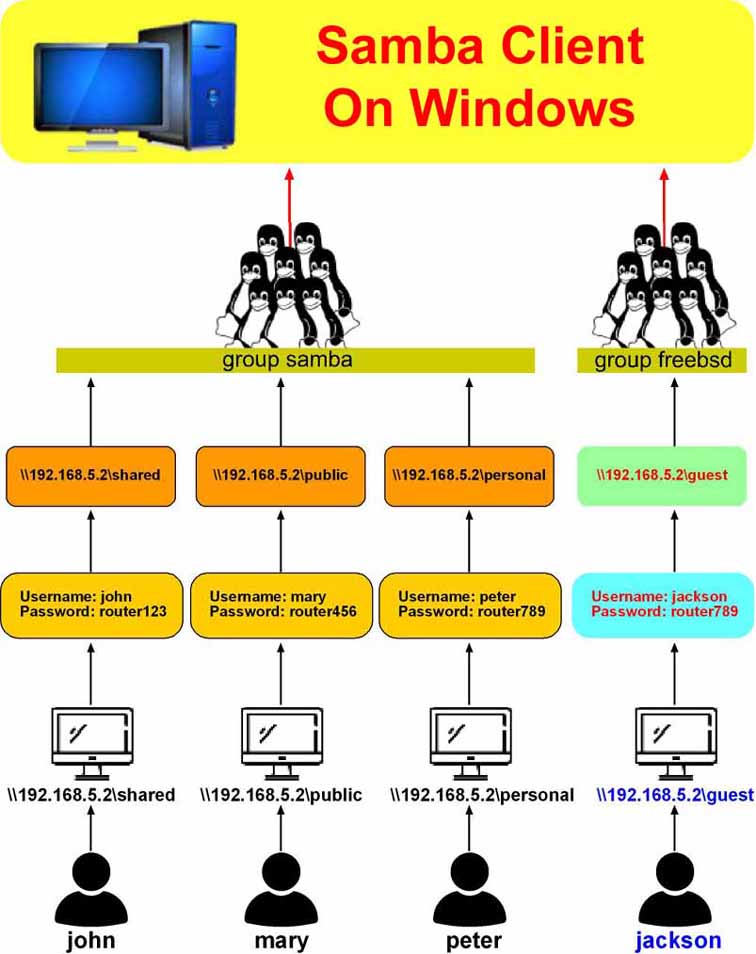 Samba Client
On Windows
group samba
group freebsd
\\192.168.5.2\shared
\\192.168.5.2\public
\\192.168.5.2\personal
\\192.168.5.2\guest
Username: john
Password: router123
Username: mary
Password: router456
Username: peter
Password: router789
Username: jackson
Password: router789
\\192.168.5.2\shared
\\192.168.5.2\public
\\192.168.5.2\personal
\\192.168.5.2\guest
john
mary
peter
jackson